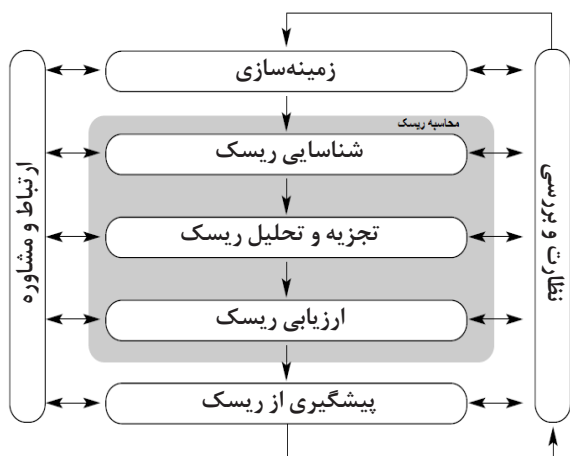 زمینه‌سازی
محاسبه ریسک
شناسایی ریسک
تجزیه و تحلیل ریسک
ارزیابی ریسک
پیشگیری از ریسک
نظارت و بررسی
ارتباط و مشاوره